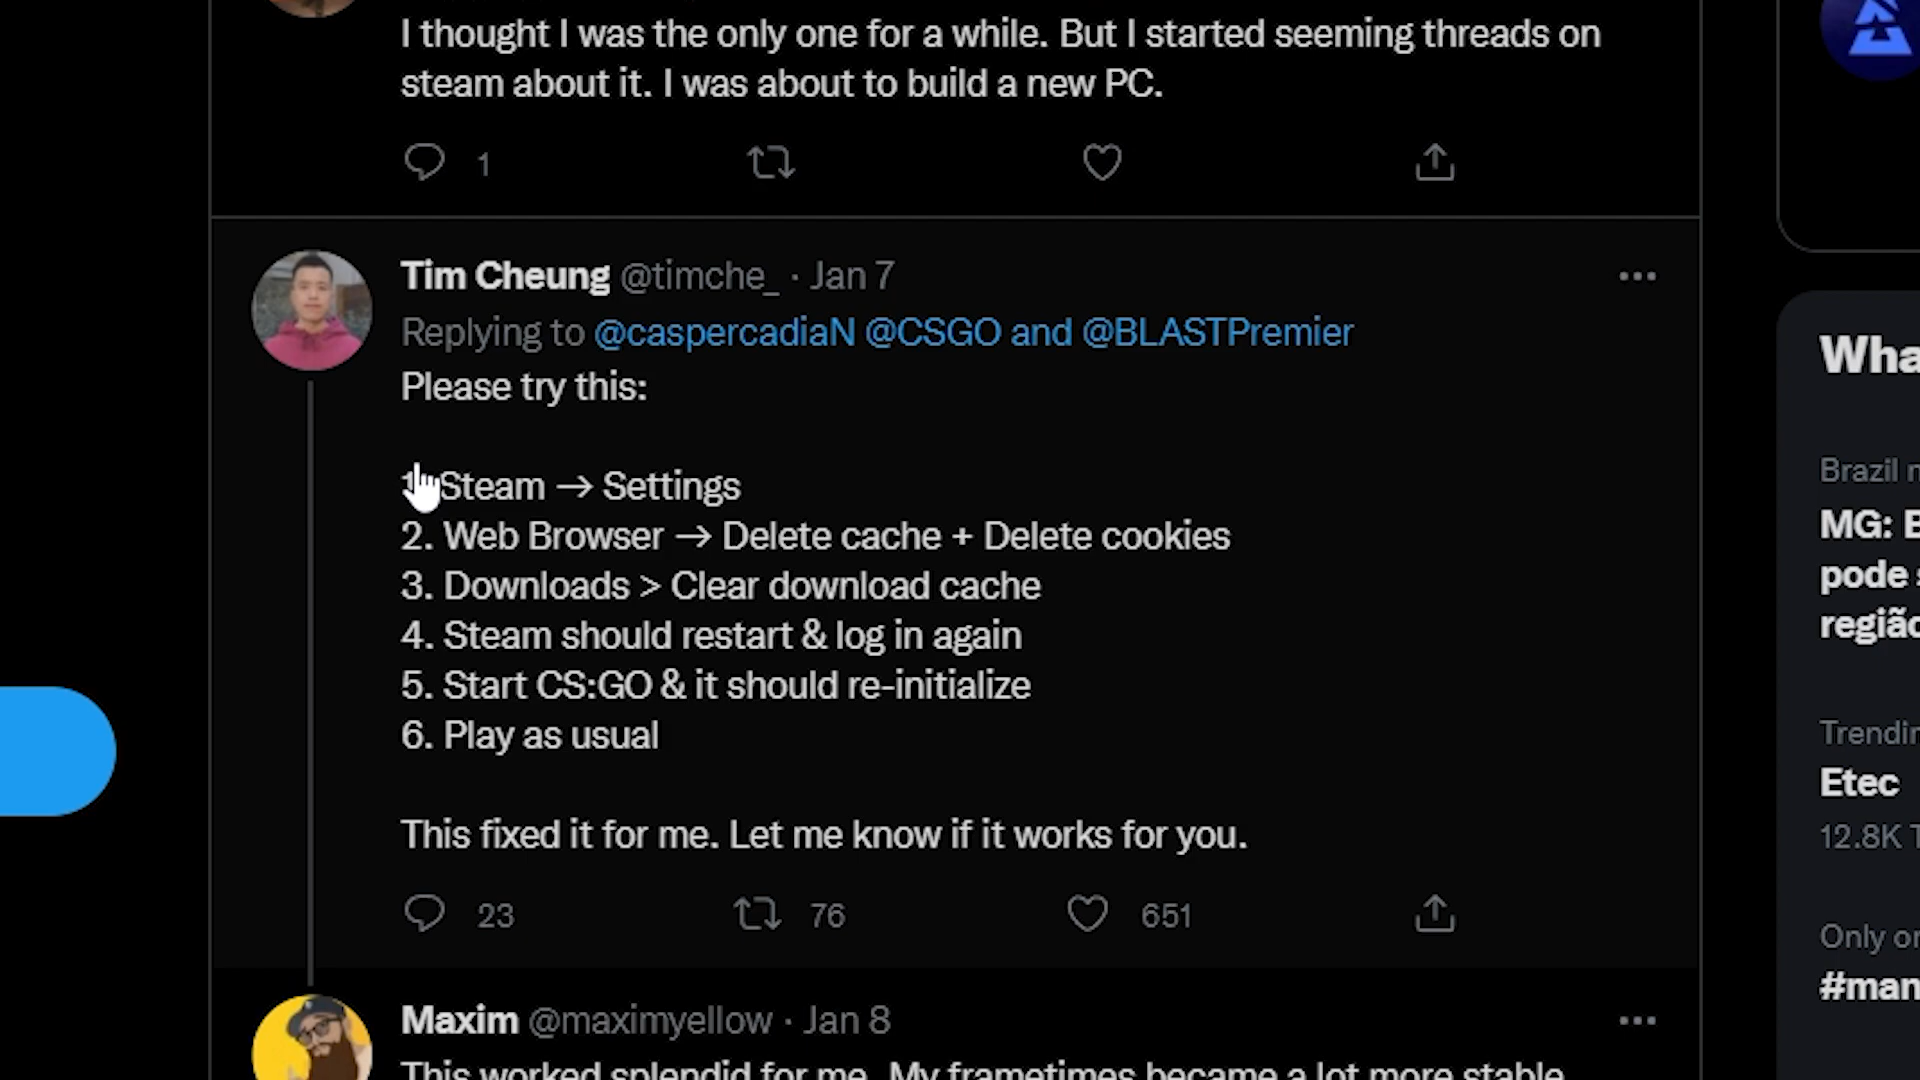 I thought I was the only one for a while. But I started seeming threads on
steam about it. I was about to build a new PC.
1
Tim Cheung @timche_ · Jan 7
Replying to @caspercadiaN @CSGO and @BLASTPremier
Please try this:
Steam → Settings
2. Web Browser → Delete cache + Delete cookies
3. Downloads > Clear download cache
4. Steam should restart & log in again
5. Start CS:GO & it should re-initialize
6. Play as usual
This fixed it for me. Let me know if it works for you.
23 76 651
Maxim @maximyellow · Jan 8
This worked splendid for me. My frametimes became a lot more stable
Wha
Brazil
MG:
pode
região
Trendin
Etec
12.8K
Only
#man